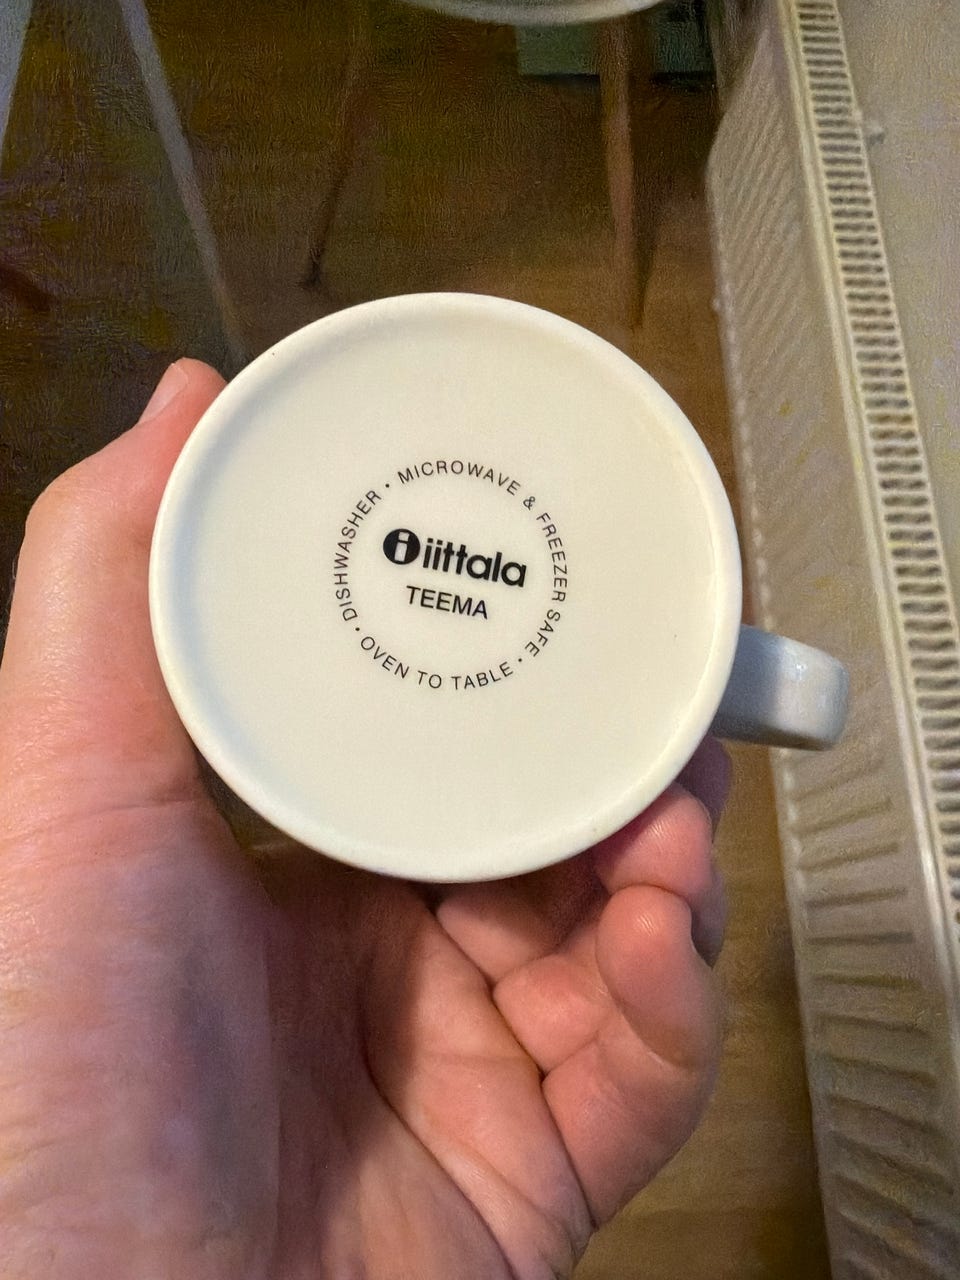 DISHWASHER • MICROWAVE & FREEZER SAFE • OVEN TO TABLE •
i iittala
TEEMA